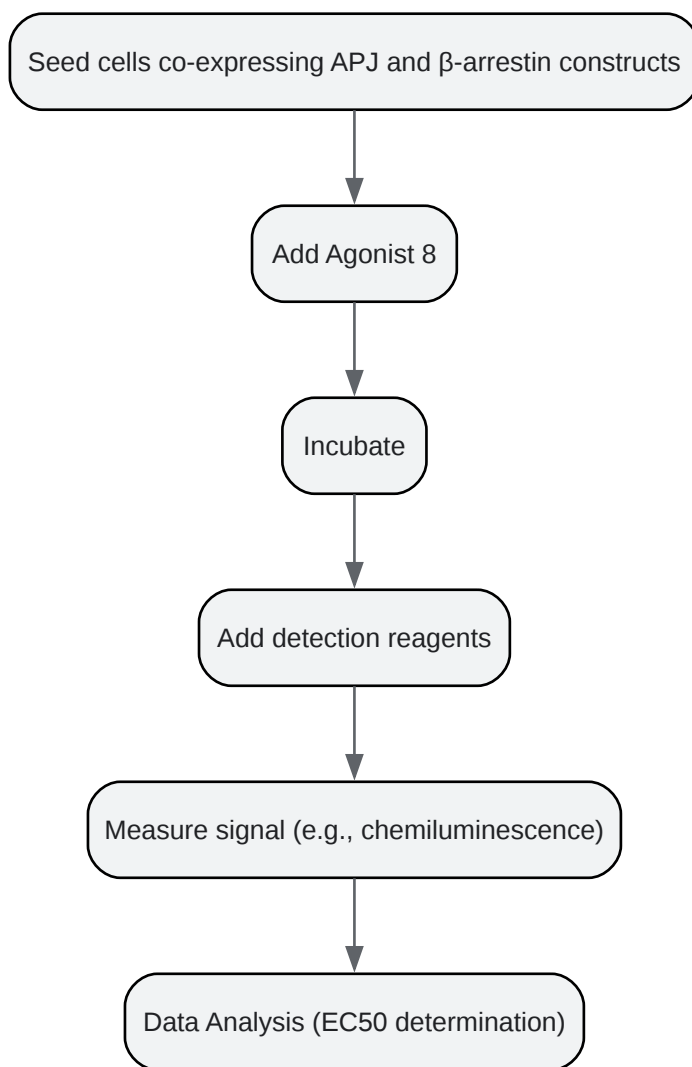 Seed cells co-expressing APJ and β-arrestin constructs
Add Agonist 8
Incubate
Add detection reagents
Measure signal (e.g., chemiluminescence)
Data Analysis (EC50 determination)